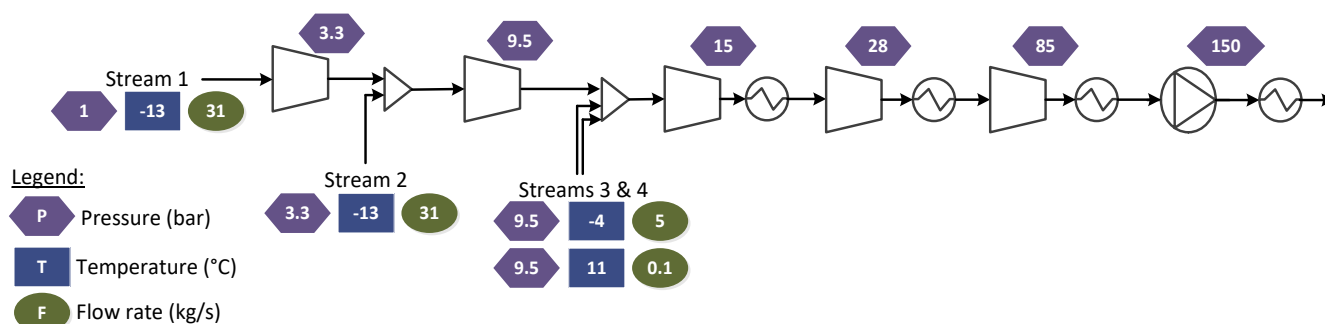 3.3
9.5
15
28
85
150
Stream 1
1
-13
31
Legend:
P Pressure (bar)
T Temperature (°C)
F Flow rate (kg/s)
Stream 2
3.3
-13
31
Streams 3 & 4
9.5
-4
5
9.5
11
0.1